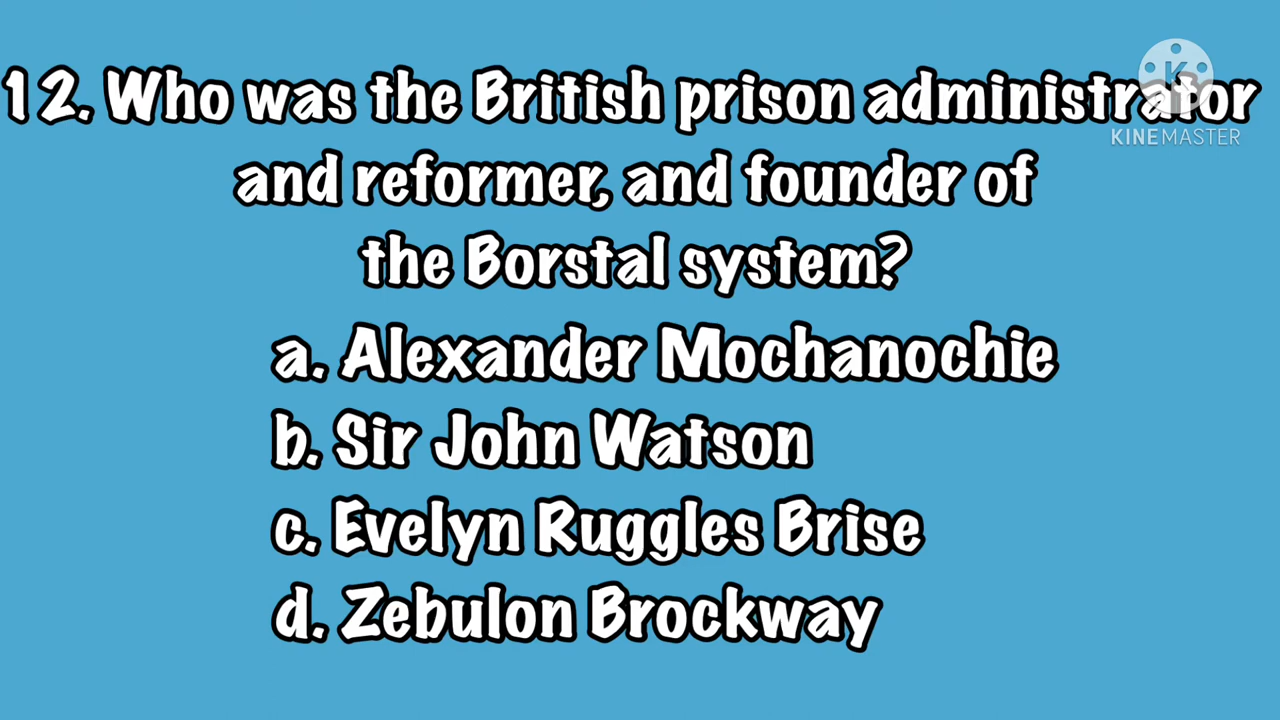 12. Who was the British prison administrator
and reformer, and founder of
the Borstal system?
a. Alexander Mochanochie
b. Sir John Watson
c. Evelyn Ruggles Brise
d. Zebulon Brockway
K
KINEMASTER